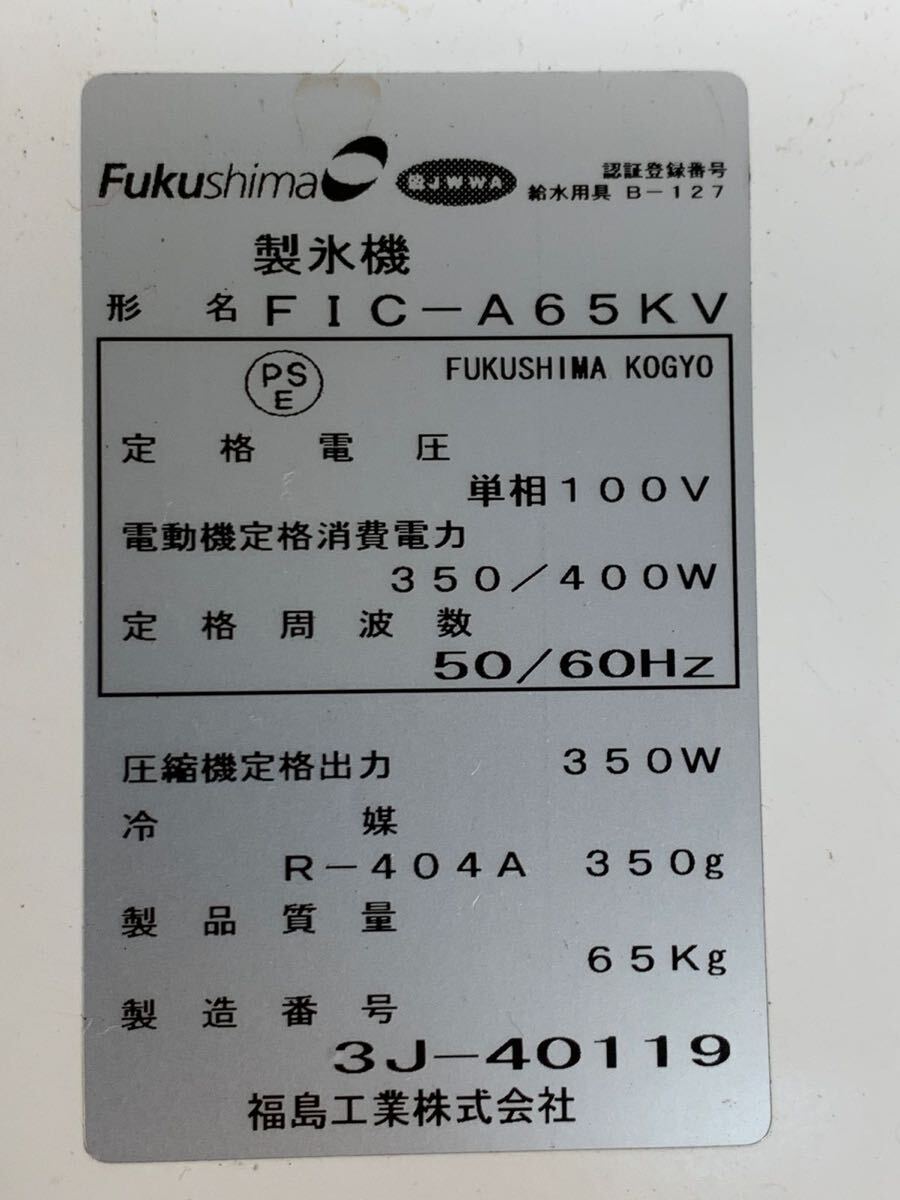 Fukushima JWWA 認証登録番号
給水用具 B-127
製氷機
形名 FIC-A65KV
PSE FUKUSHIMA KOGYO
定格電圧
単相100V
電動機定格消費電力
350/400W
定格周波数
50/60Hz
圧縮機定格出力 350W
冷媒
R-404A 350g
製品質量
65Kg
製造番号
3J-40119
福島工業株式会社